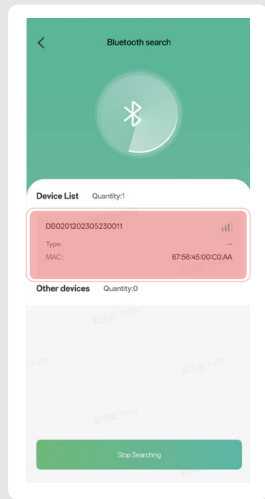 Bluetooth search
Device List Quantity:1
DB0201202305230011
Type: --
MAC: 67:56:45:00:C0:AA
Other devices Quantity:0
Stop Searching